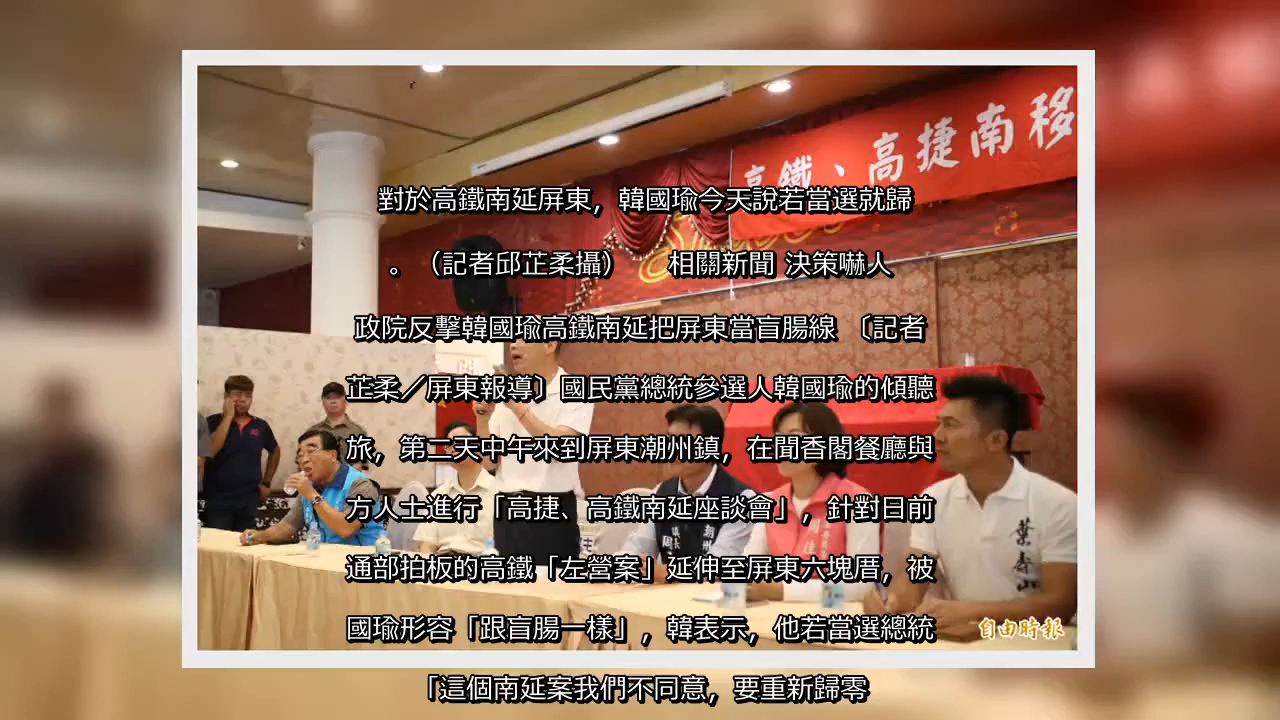 高鐵、高捷南移
對於高鐵南延屏東，韓國瑜今天說若當選就歸
。（記者邱芷柔攝） 相關新聞 決策嚇人
政院反擊韓國瑜高鐵南延把屏東當盲腸線 〔記者
芷柔／屏東報導〕國民黨總統參選人韓國瑜的傾聽
旅，第二天中午來到屏東潮州鎮，在聞香閣餐廳與
方人士進行「高捷、高鐵南延座談會」，針對日前
通部拍板的高鐵「左營案」延伸至屏東六塊厝，被
國瑜形容「跟盲腸一樣」，韓表示，他若當選總統
「這個南延案我們不同意，要重新歸零
潮州
鎮長
周
葉壽山
自由時報